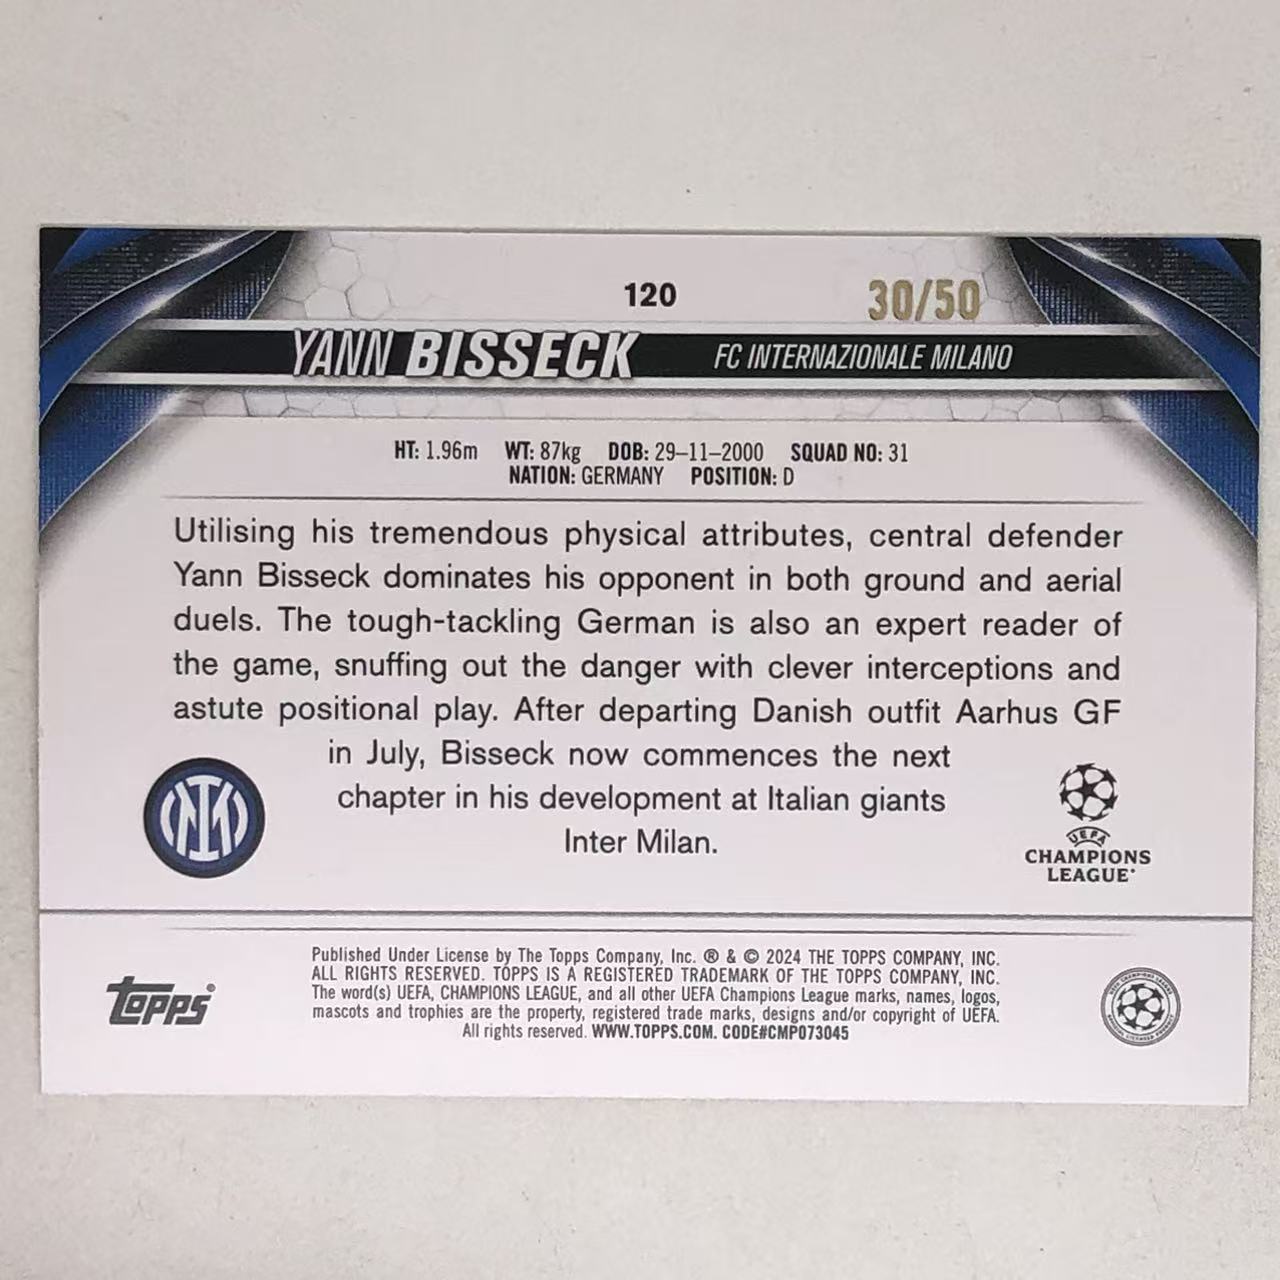 120
30/50
YANN BISSECK
FC INTERNAZIONALE MILANO
HT: 1.96m WT: 87kg DOB: 29–11–2000 SQUAD NO: 31
NATION: GERMANY POSITION: D
Utilising his tremendous physical attributes, central defender
Yann Bisseck dominates his opponent in both ground and aerial
duels. The tough-tackling German is also an expert reader of
the game, snuffing out the danger with clever interceptions and
astute positional play. After departing Danish outfit Aarhus GF
in July, Bisseck now commences the next
chapter in his development at Italian giants
Inter Milan.
UEFA
CHAMPIONS
LEAGUE®
topps®
Published Under License by The Topps Company, Inc. ® & © 2024 THE TOPPS COMPANY, INC.
ALL RIGHTS RESERVED. TOPPS IS A REGISTERED TRADEMARK OF THE TOPPS COMPANY, INC.
The word(s) UEFA, CHAMPIONS LEAGUE, and all other UEFA Champions League marks, names, logos,
mascots and trophies are the property, registered trade marks, designs and/or copyright of UEFA.
All rights reserved. WWW.TOPPS.COM. CODE#CMP073045